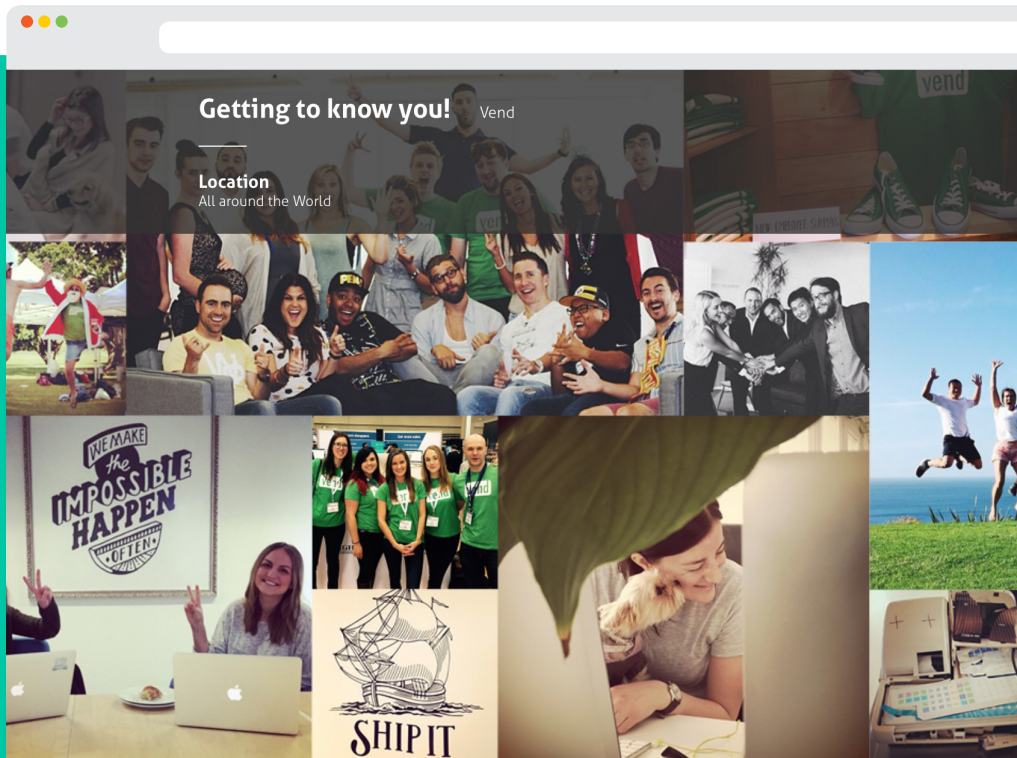 Getting to know you!
Vend
Location
All around the World
vend
vend
WE MAKE
the
IMPOSSIBLE
HAPPEN
OFTEN
vend
SHIP IT